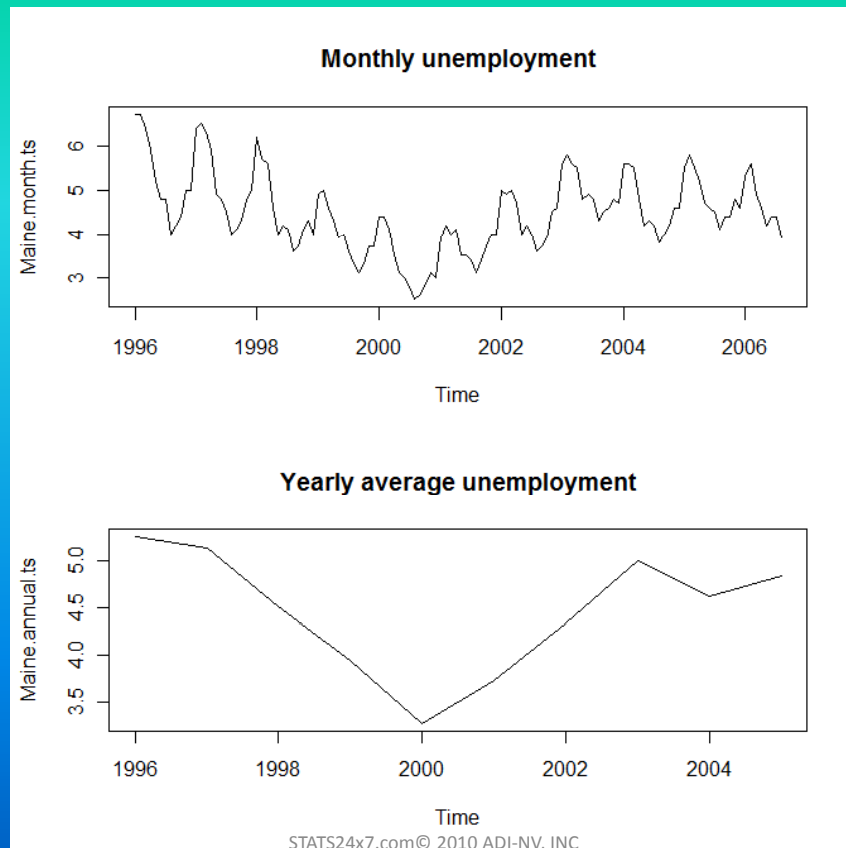 Monthly unemployment
Maine.month.ts
6
5
4
3
1996 1998 2000 2002 2004 2006
Time
Yearly average unemployment
Maine.annual.ts
5.0
4.5
4.0
3.5
1996 1998 2000 2002 2004
Time
STATS24x7.com© 2010 ADI-NV, INC